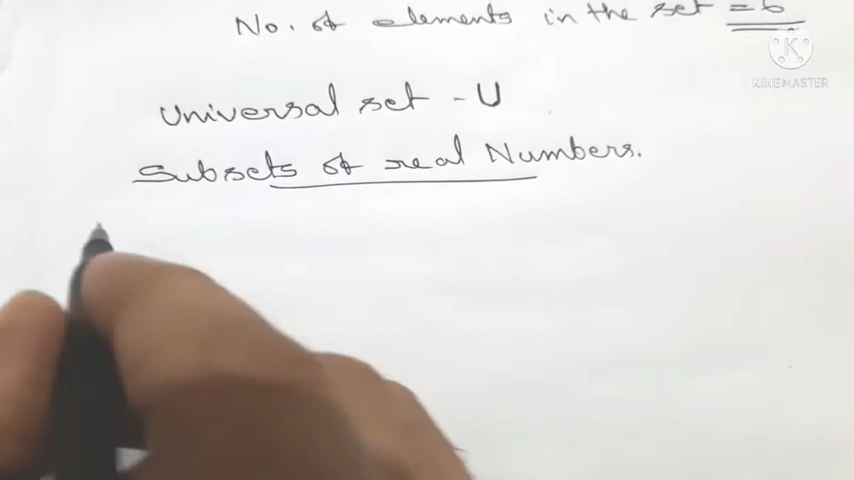 No. of elements in the set = 6
KINEMASTER
Universal set - U
Subsets of real Numbers.